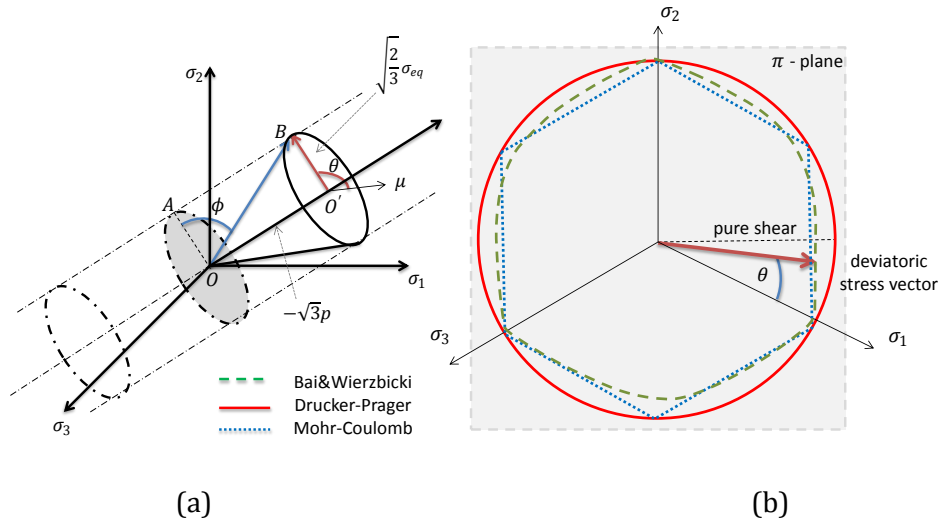 σ₂
√(2/3) σₑq
B
θ
μ
A
ϕ
O′
O
σ₁
−√3p
σ₃
Bai&Wierzbicki
Drucker-Prager
Mohr-Coulomb
(a)
σ₂
π - plane
pure shear
θ
deviatoric
stress vector
σ₃
σ₁
(b)